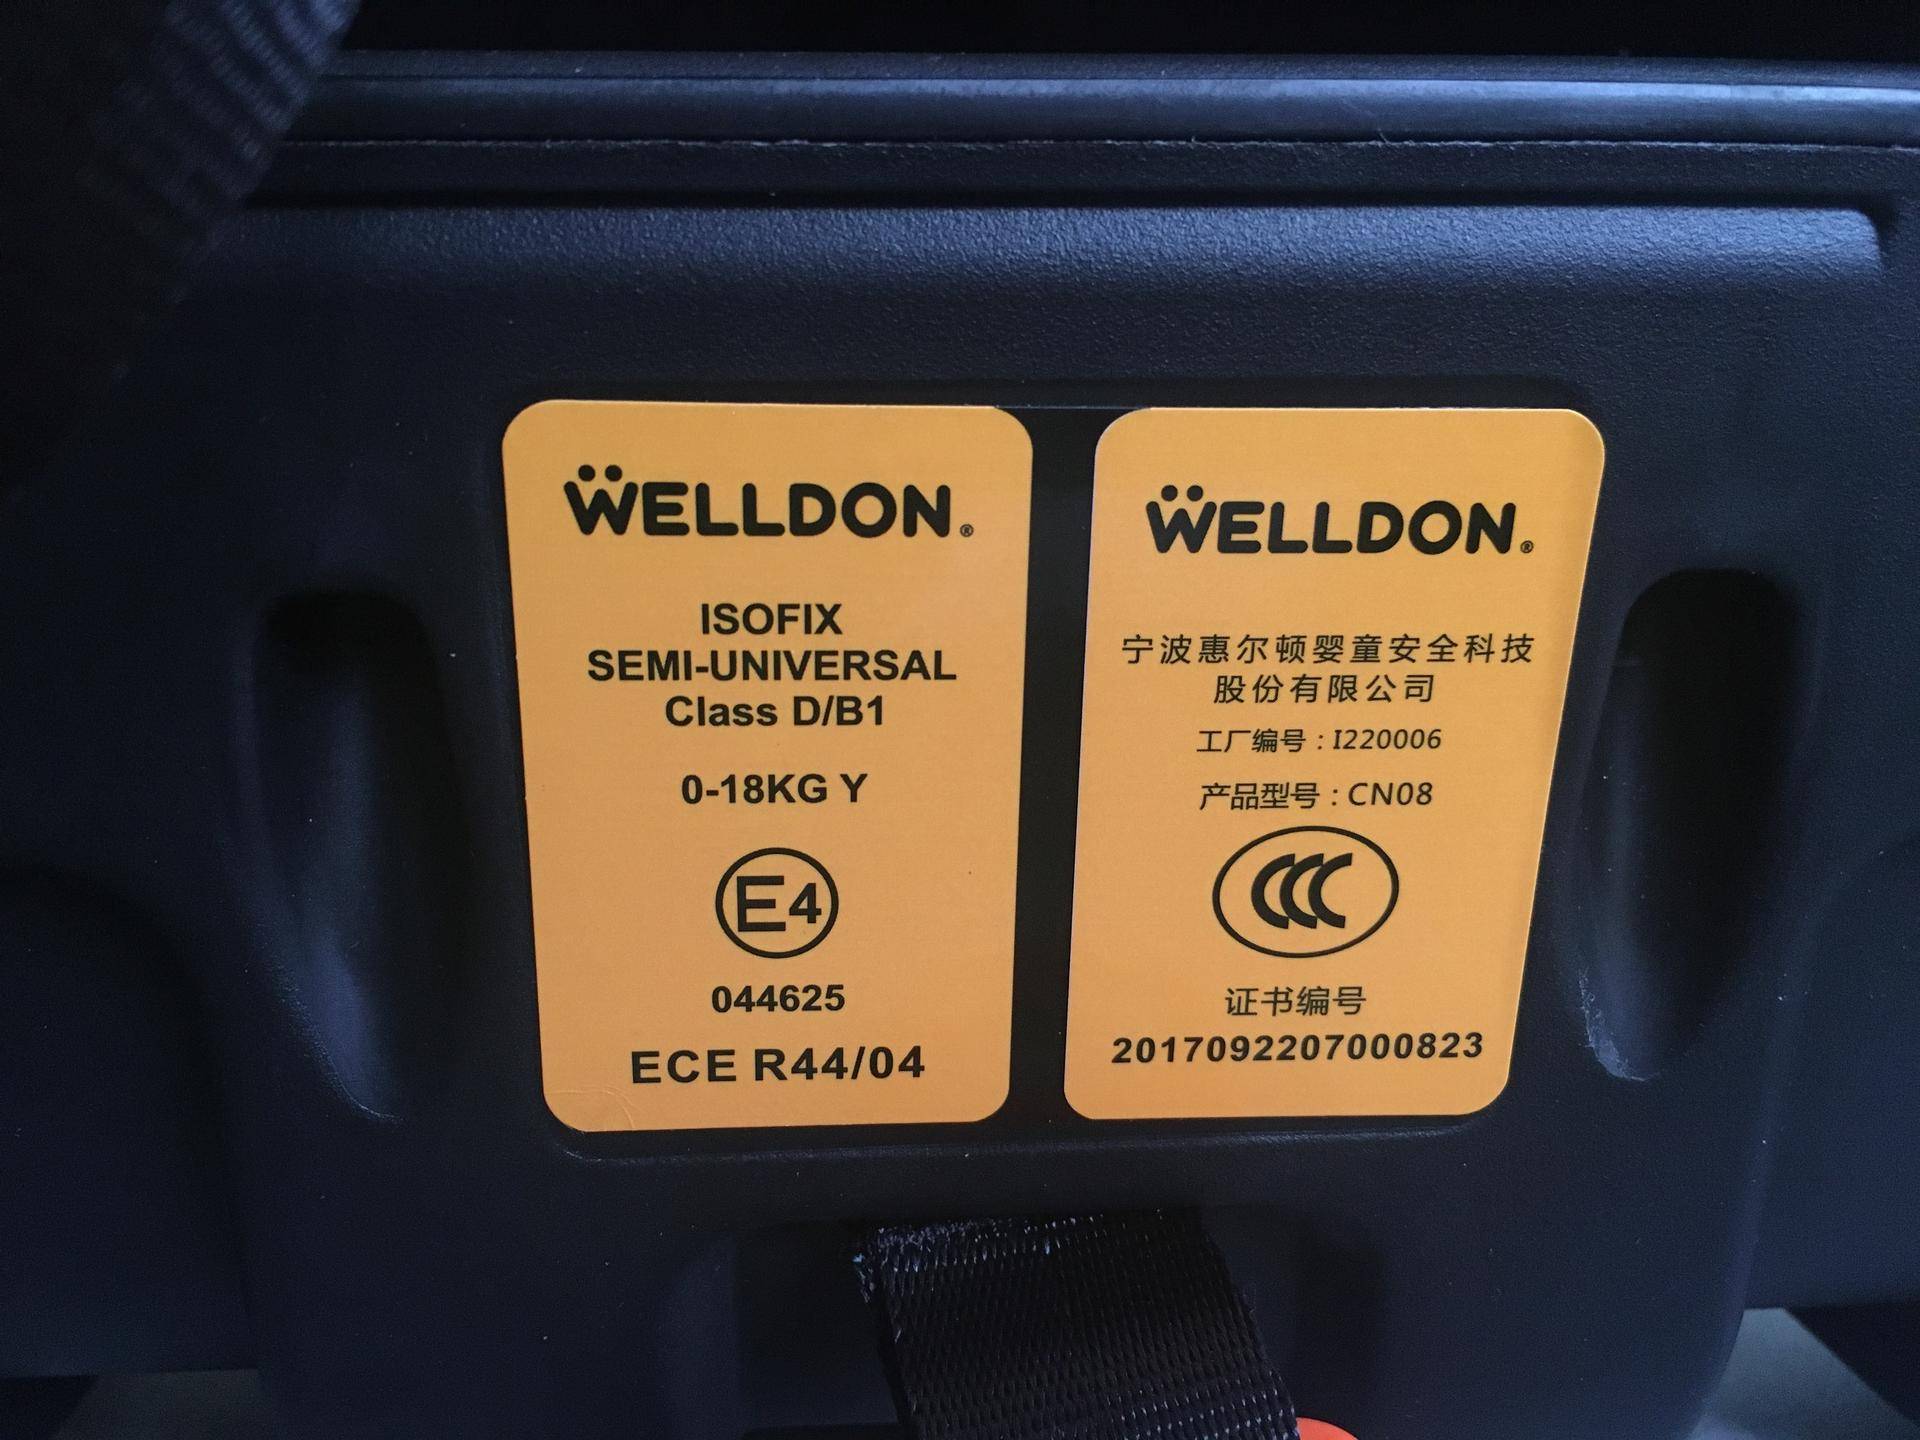 WELLDON®
ISOFIX
SEMI-UNIVERSAL
Class D/B1
0-18KG Y
E4
044625
ECE R44/04
WELLDON®
宁波惠尔顿婴童安全科技
股份有限公司
工厂编号：I220006
产品型号：CN08
CCC
证书编号
2017092207000823